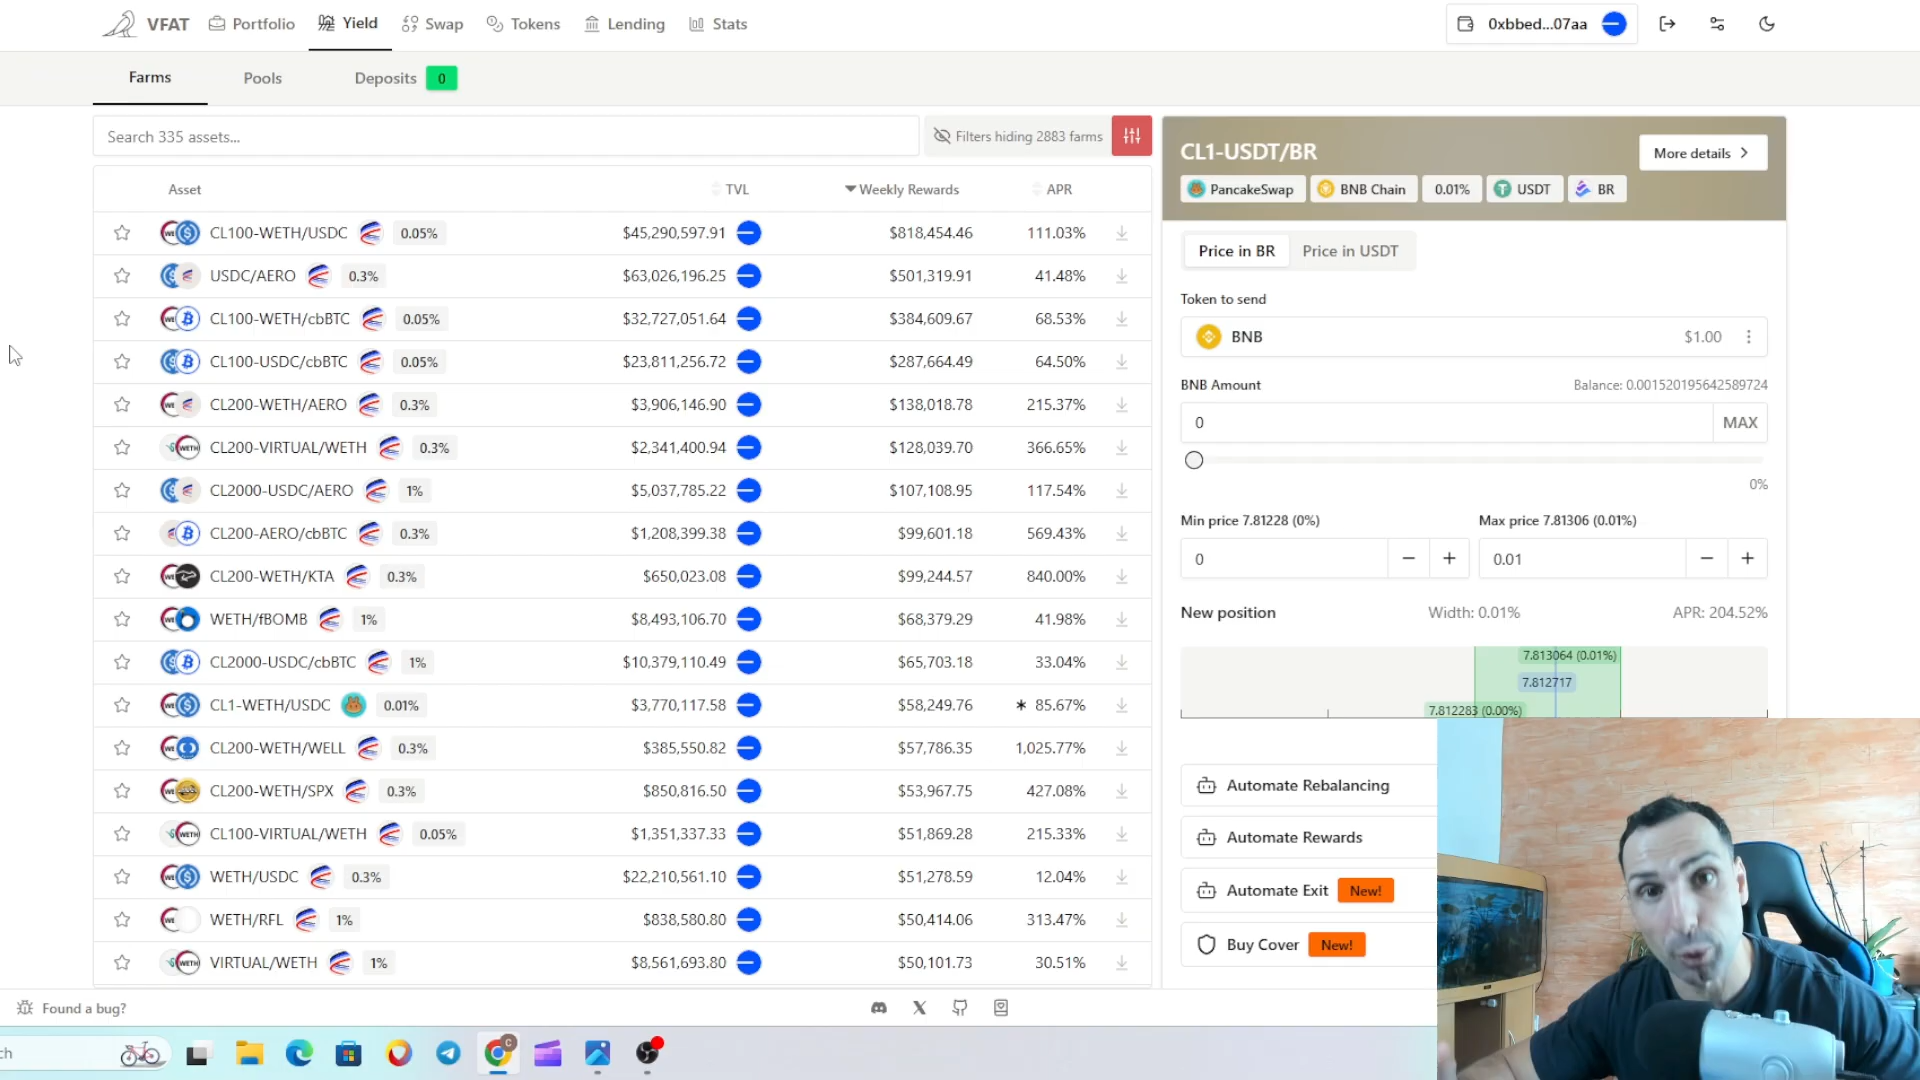 VFAT Portfolio Yield Swap Tokens Lending Stats 0xbbed...07aa
Farms Pools Deposits 0
Search 335 assets... Filters hiding 2883 farms
Asset TVL Weekly Rewards APR
CL100-WETH/USDC 0.05% $45,290,597.91 $818,454.46 111.03%
USDC/AERO 0.3% $63,026,196.25 $501,319.91 41.48%
CL100-WETH/cbBTC 0.05% $32,727,051.64 $384,609.67 68.53%
CL100-USDC/cbBTC 0.05% $23,811,256.72 $287,664.49 64.50%
CL200-WETH/AERO 0.3% $3,906,146.90 $138,018.78 215.37%
CL200-VIRTUAL/WETH 0.3% $2,341,400.94 $128,039.70 366.65%
CL2000-USDC/AERO 1% $5,037,785.22 $107,108.95 117.54%
CL200-AERO/cbBTC 0.3% $1,208,399.38 $99,601.18 569.43%
CL200-WETH/KTA 0.3% $650,023.08 $99,244.57 840.00%
WETH/fBOMB 1% $8,493,106.70 $68,379.29 41.98%
CL2000-USDC/cbBTC 1% $10,379,110.49 $65,703.18 33.04%
CL1-WETH/USDC 0.01% $3,770,117.58 $58,249.76 * 85.67%
CL200-WETH/WELL 0.3% $385,550.82 $57,786.35 1,025.77%
CL200-WETH/SPX 0.3% $850,816.50 $53,967.75 427.08%
CL100-VIRTUAL/WETH 0.05% $1,351,337.33 $51,869.28 215.33%
WETH/USDC 0.3% $22,210,561.10 $51,278.59 12.04%
WETH/RFL 1% $838,580.80 $50,414.06 313.47%
VIRTUAL/WETH 1% $8,561,693.80 $50,101.73 30.51%
CL1-USDT/BR More details
PancakeSwap BNB Chain 0.01% USDT BR
Price in BR Price in USDT
Token to send
BNB $1.00
BNB Amount Balance: 0.001520195642589724
0 MAX
0%
Min price 7.81228 (0%) Max price 7.81306 (0.01%)
0 0.01
New position Width: 0.01% APR: 204.52%
7.813064 (0.01%)
7.812717
7.812283 (0.00%)
Automate Rebalancing
Automate Rewards
Automate Exit New!
Buy Cover New!
Found a bug?
ch